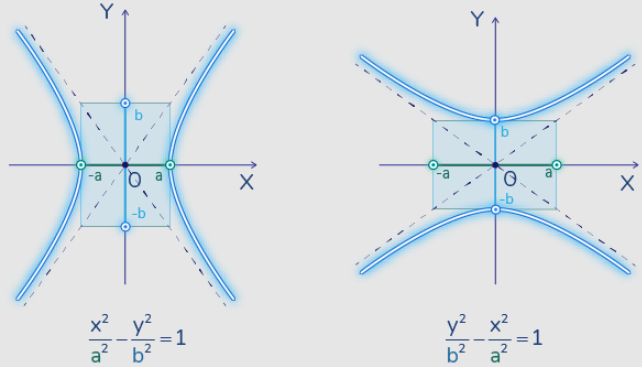 Y
b
-a
O
a
X
-b
x²/a² - y²/b² = 1
Y
b
-a
O
a
X
-b
y²/b² - x²/a² = 1